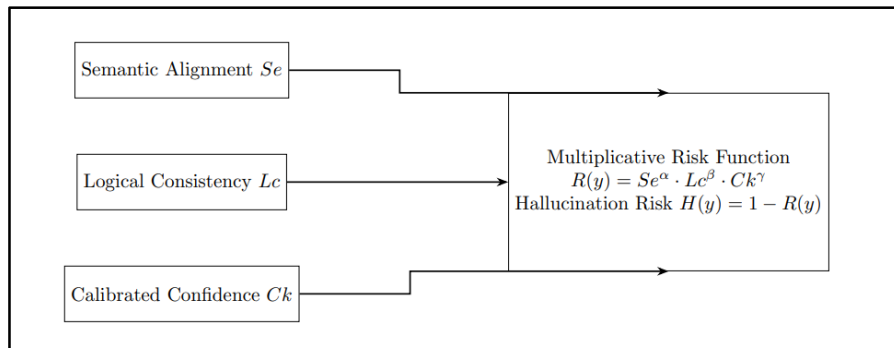 Semantic Alignment Se
Logical Consistency Lc
Calibrated Confidence Ck
Multiplicative Risk Function
R(y) = Se^α · Lc^β · Ck^γ
Hallucination Risk H(y) = 1 − R(y)